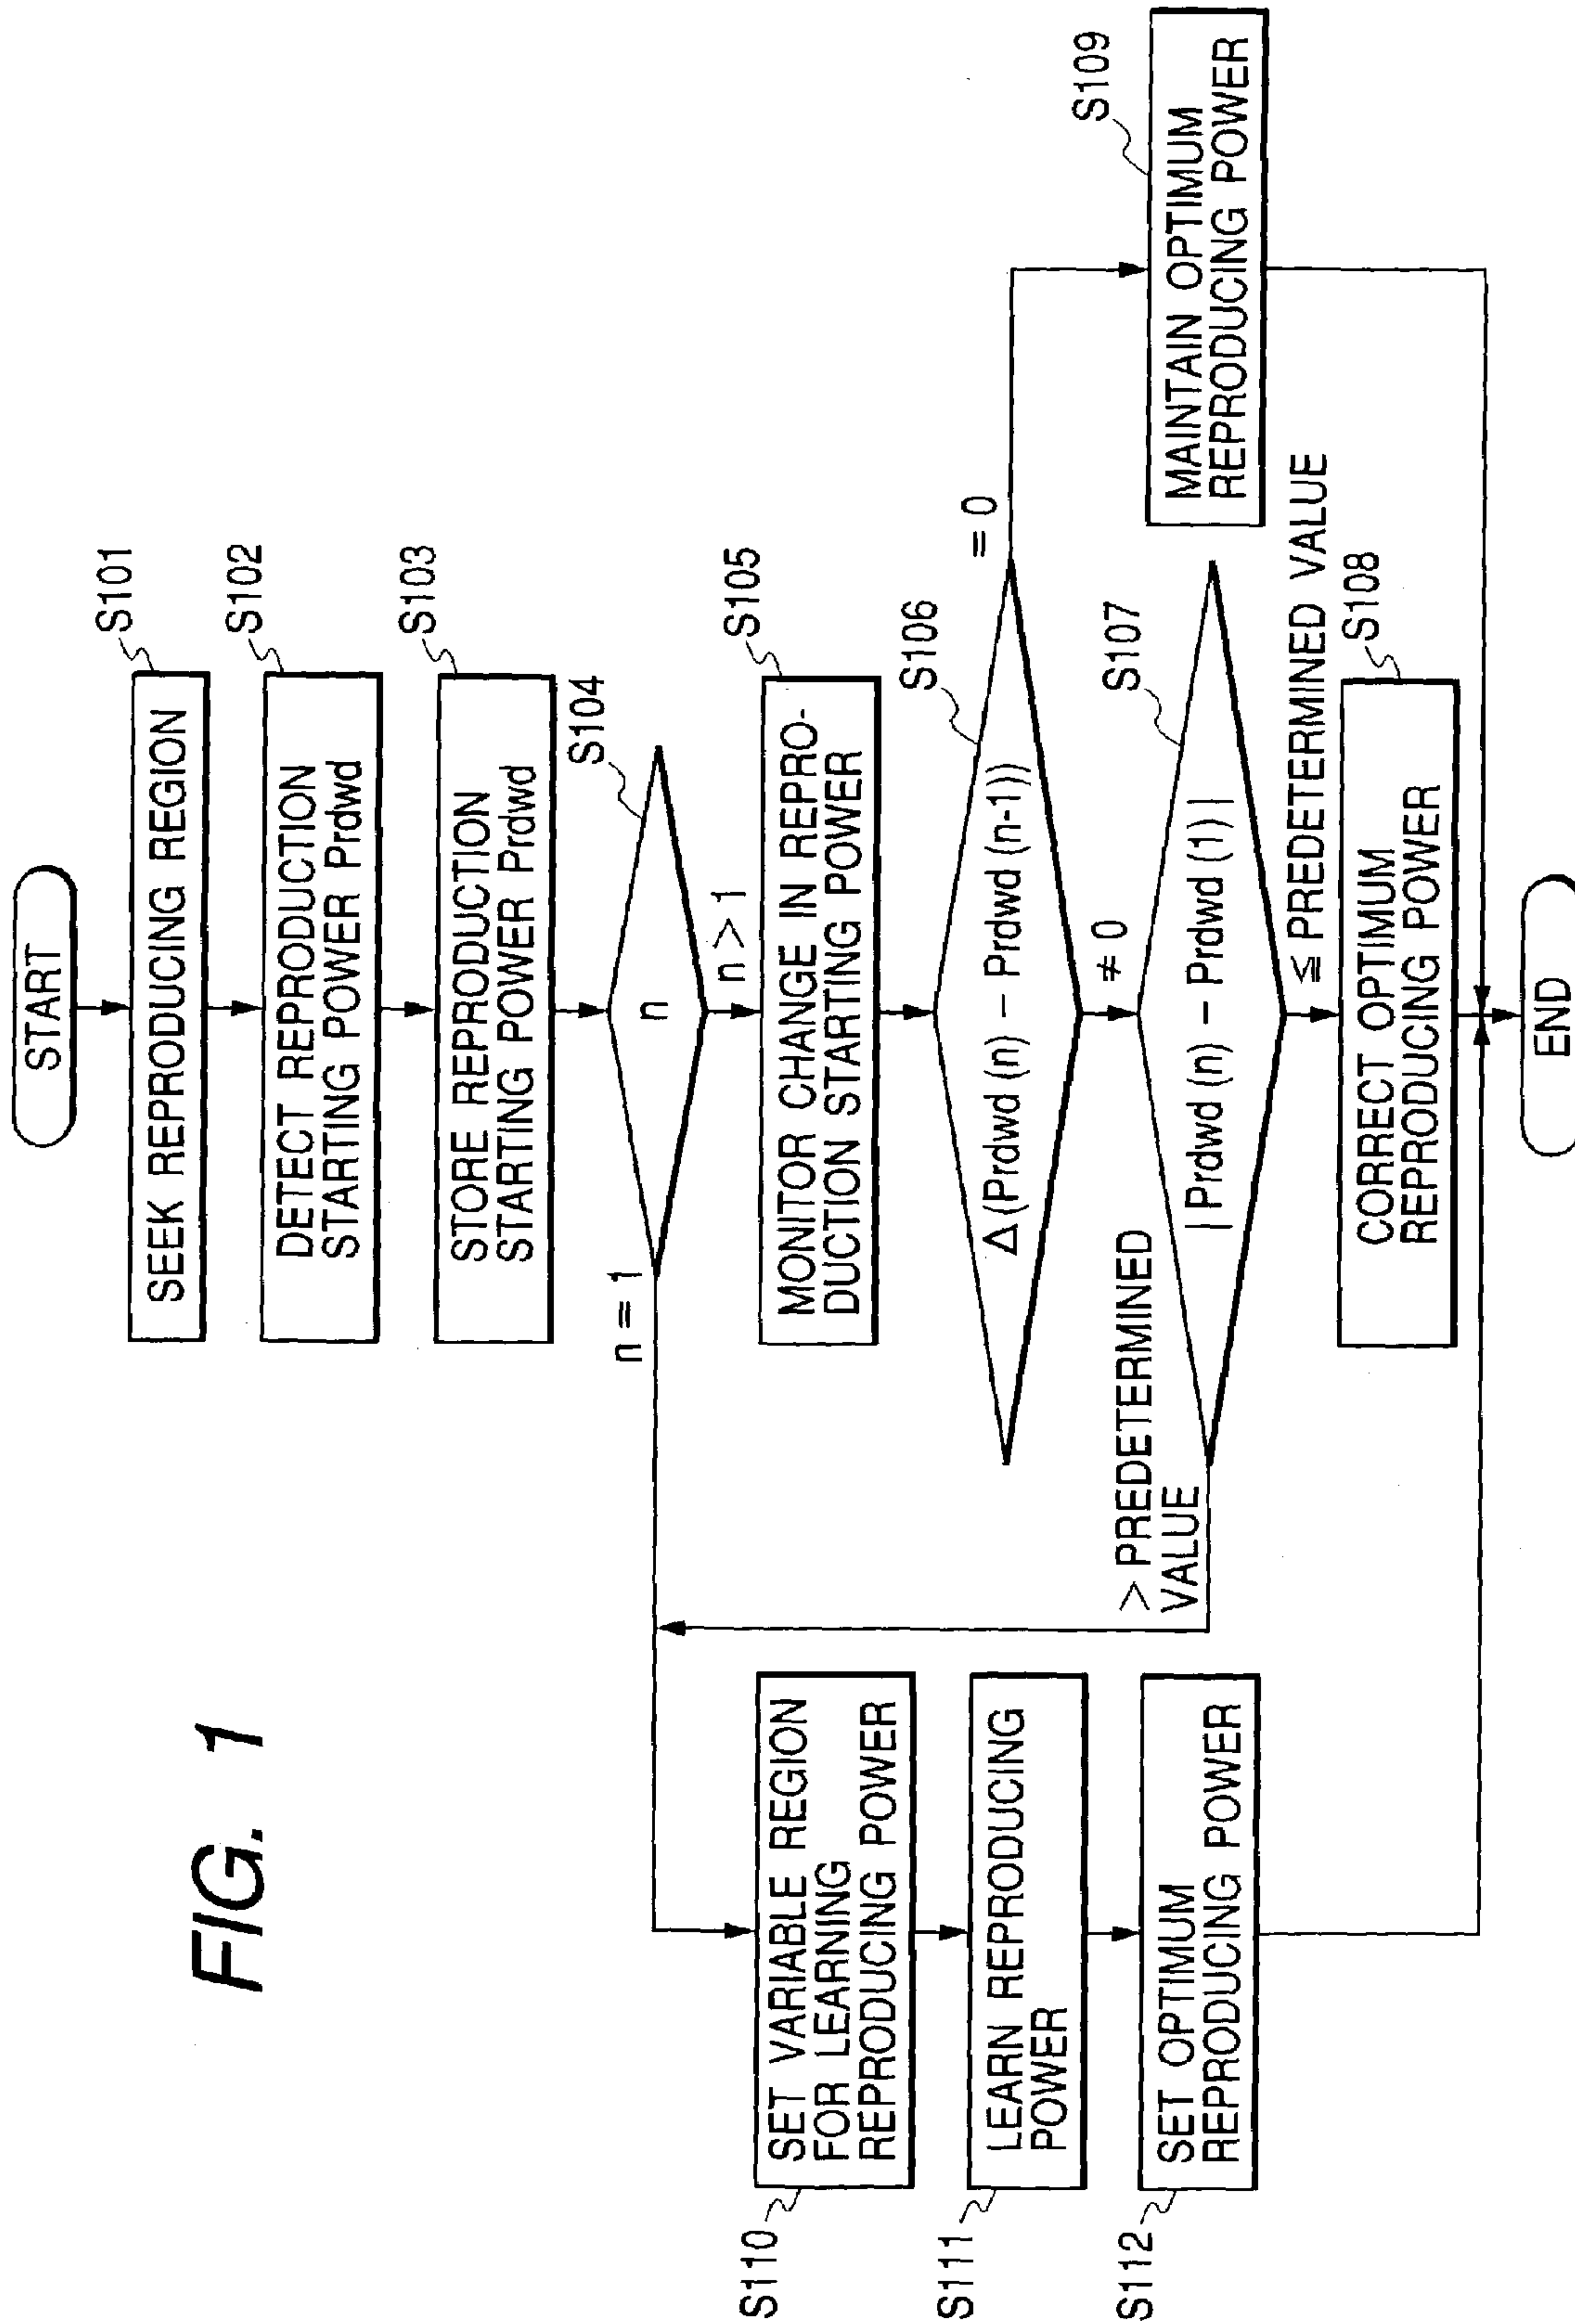 FIG. 1
START
SEEK REPRODUCING REGION
S101
DETECT REPRODUCTION
STARTING POWER Prdwd
S102
STORE REPRODUCTION
STARTING POWER Prdwd
S103
n
S104
n = 1
n > 1
MONITOR CHANGE IN REPRO-
DUCTION STARTING POWER
S105
Δ(Prdwd (n) − Prdwd (n-1))
S106
= 0
≠ 0
| Prdwd (n) − Prdwd (1) |
S107
> PREDETERMINED
VALUE
≦ PREDETERMINED VALUE
CORRECT OPTIMUM
REPRODUCING POWER
S108
MAINTAIN OPTIMUM
REPRODUCING POWER
S109
SET VARIABLE REGION
FOR LEARNING
REPRODUCING POWER
S110
LEARN REPRODUCING
POWER
S111
SET OPTIMUM
REPRODUCING POWER
S112
END